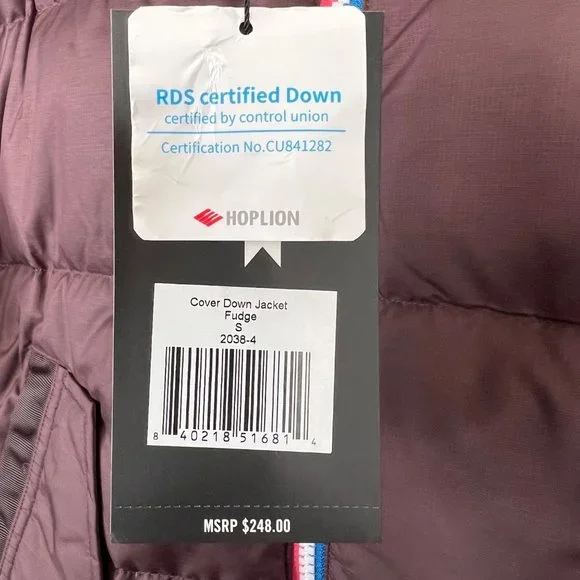 RDS certified Down
certified by control union
Certification No.CU841282
HOPLION
Cover Down Jacket
Fudge
S
2038-4
8 40218 51681 4
MSRP $248.00